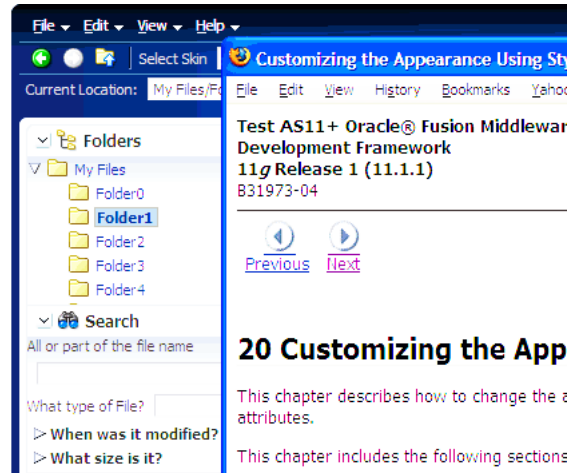 File Edit View Help
Select Skin
Current Location: My Files/Fo
Folders
My Files
Folder0
Folder1
Folder2
Folder3
Folder4
Search
All or part of the file name
What type of File?
When was it modified?
What size is it?
Customizing the Appearance Using Sty
File Edit View History Bookmarks Yahoo
Test AS11+ Oracle® Fusion Middlewar
Development Framework
11g Release 1 (11.1.1)
B31973-04
Previous Next
20 Customizing the App
This chapter describes how to change the a
attributes.
This chapter includes the following sections